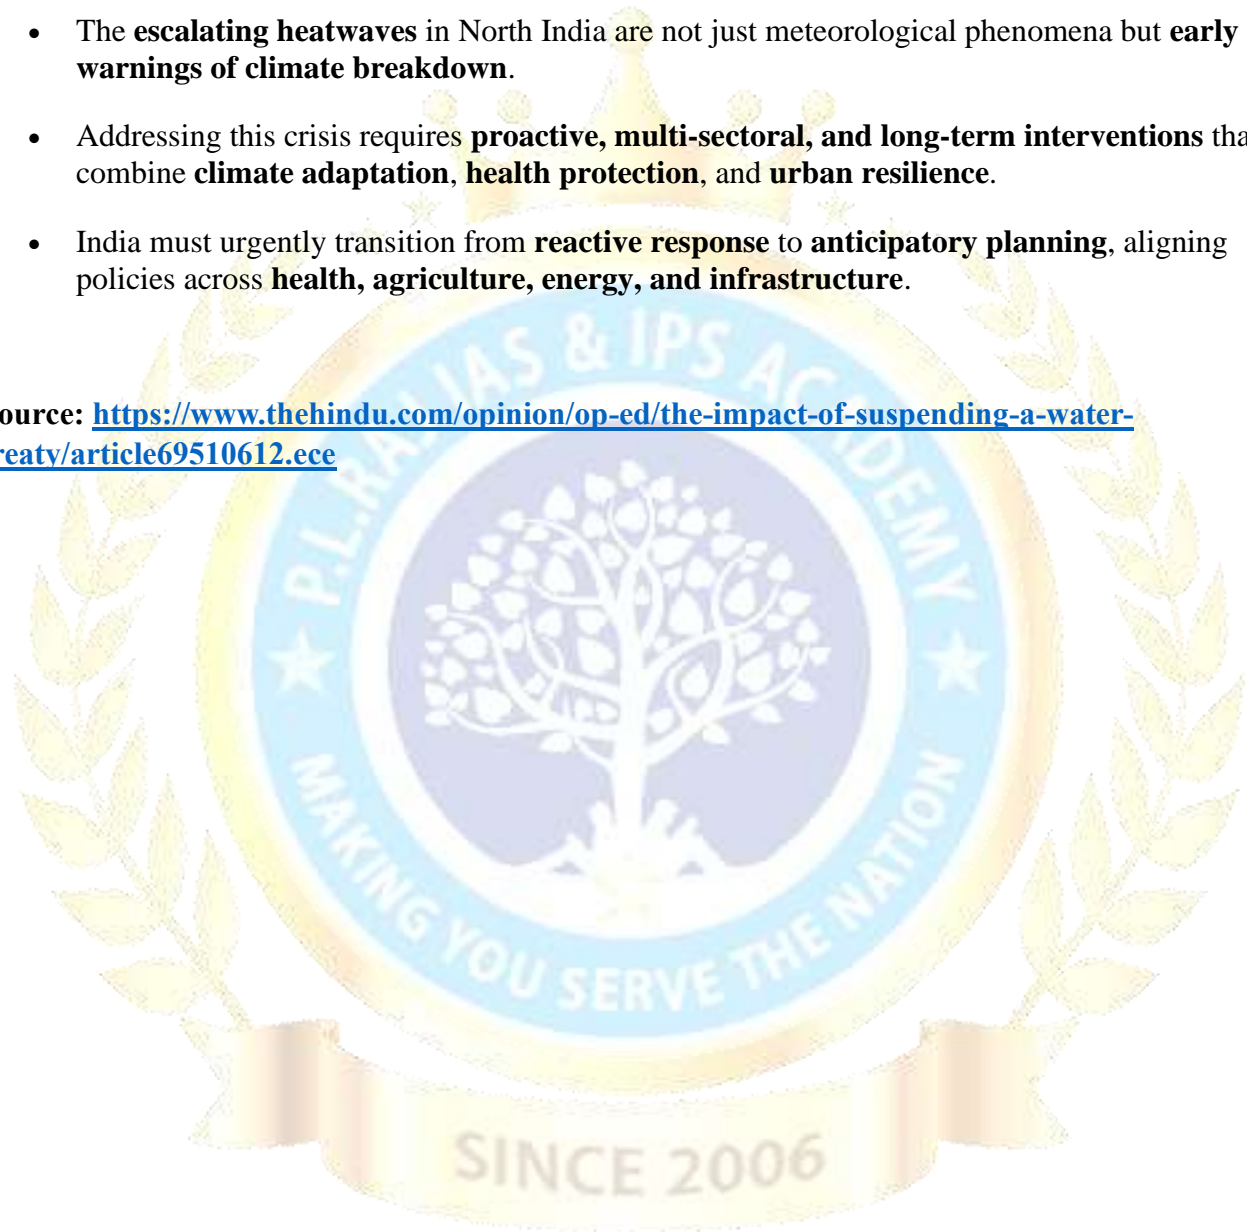 • The escalating heatwaves in North India are not just meteorological phenomena but early
warnings of climate breakdown.
• Addressing this crisis requires proactive, multi-sectoral, and long-term interventions tha
combine climate adaptation, health protection, and urban resilience.
• India must urgently transition from reactive response to anticipatory planning, aligning
policies across health, agriculture, energy, and infrastructure.
ource: https://www.thehindu.com/opinion/op-ed/the-impact-of-suspending-a-water-
reaty/article69510612.ece
P.L.RAJ IAS & IPS ACADEMY
MAKING YOU SERVE THE NATION
SINCE 2006